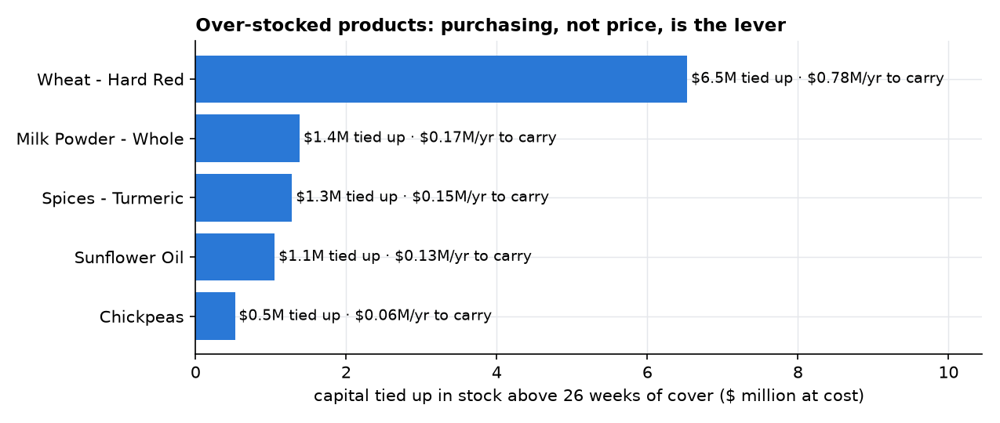 Over-stocked products: purchasing, not price, is the lever
Wheat - Hard Red
$6.5M tied up · $0.78M/yr to carry
Milk Powder - Whole
$1.4M tied up · $0.17M/yr to carry
Spices - Turmeric
$1.3M tied up · $0.15M/yr to carry
Sunflower Oil
$1.1M tied up · $0.13M/yr to carry
Chickpeas
$0.5M tied up · $0.06M/yr to carry
0 2 4 6 8 10
capital tied up in stock above 26 weeks of cover ($ million at cost)